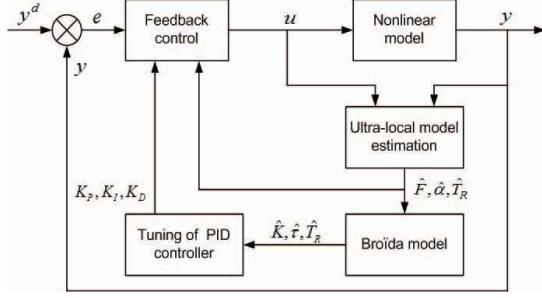 y^d
e
Feedback control
u
Nonlinear model
y
y
Ultra-local model estimation
K_P, K_I, K_D
F̂, α̂, T̂_R
Tuning of PID controller
K̂, τ̂, T̂_R
Broïda model